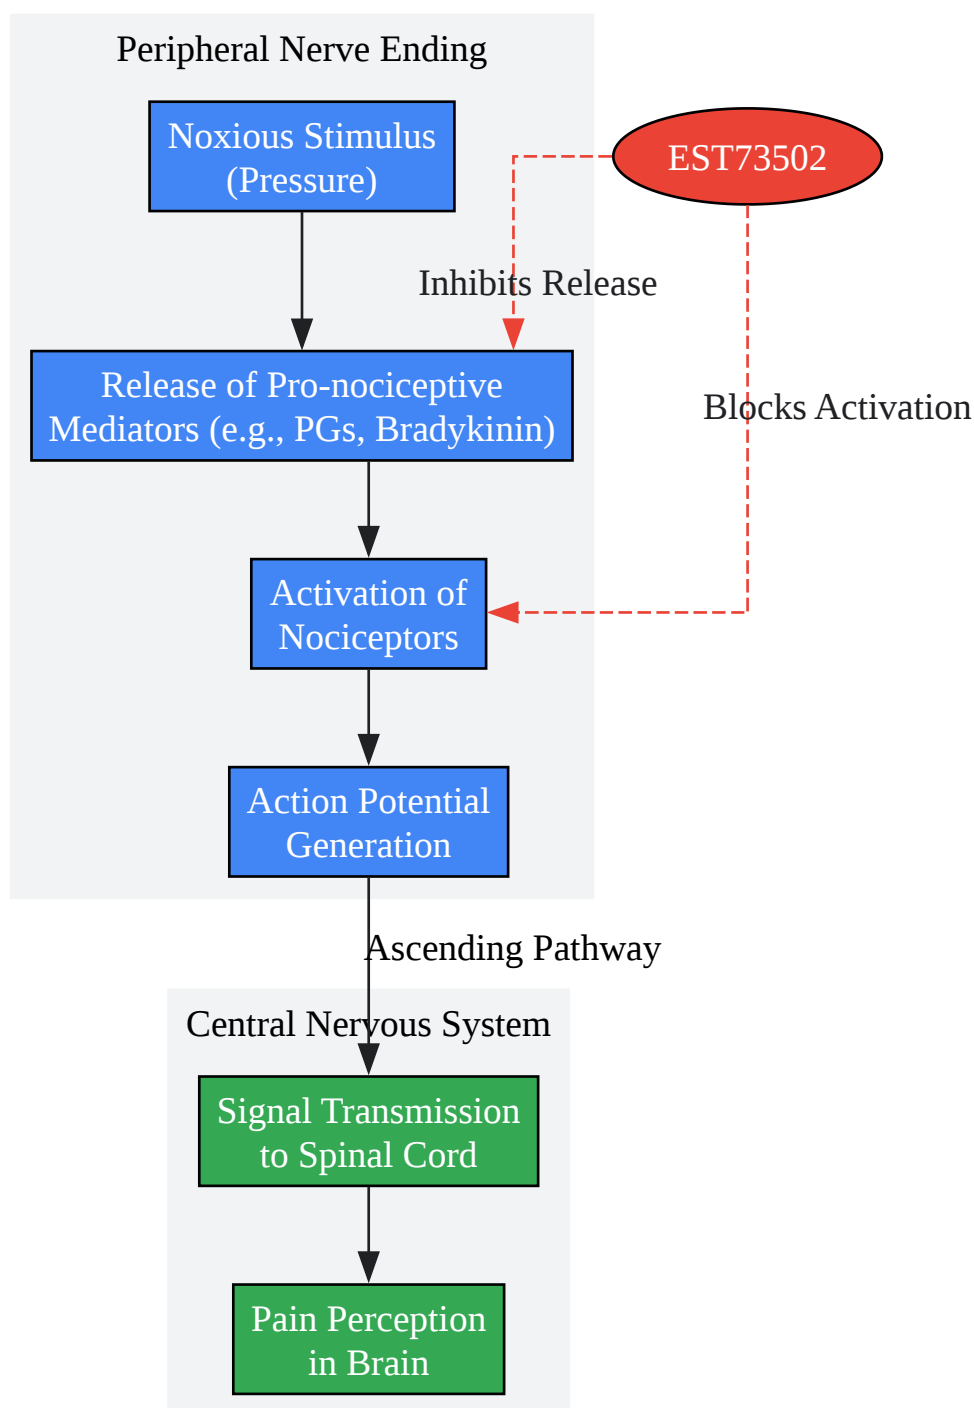 Peripheral Nerve Ending
Noxious Stimulus
(Pressure)
EST73502
Inhibits Release
Release of Pro-nociceptive
Mediators (e.g., PGs, Bradykinin)
Blocks Activation
Activation of
Nociceptors
Action Potential
Generation
Ascending Pathway
Central Nervous System
Signal Transmission
to Spinal Cord
Pain Perception
in Brain